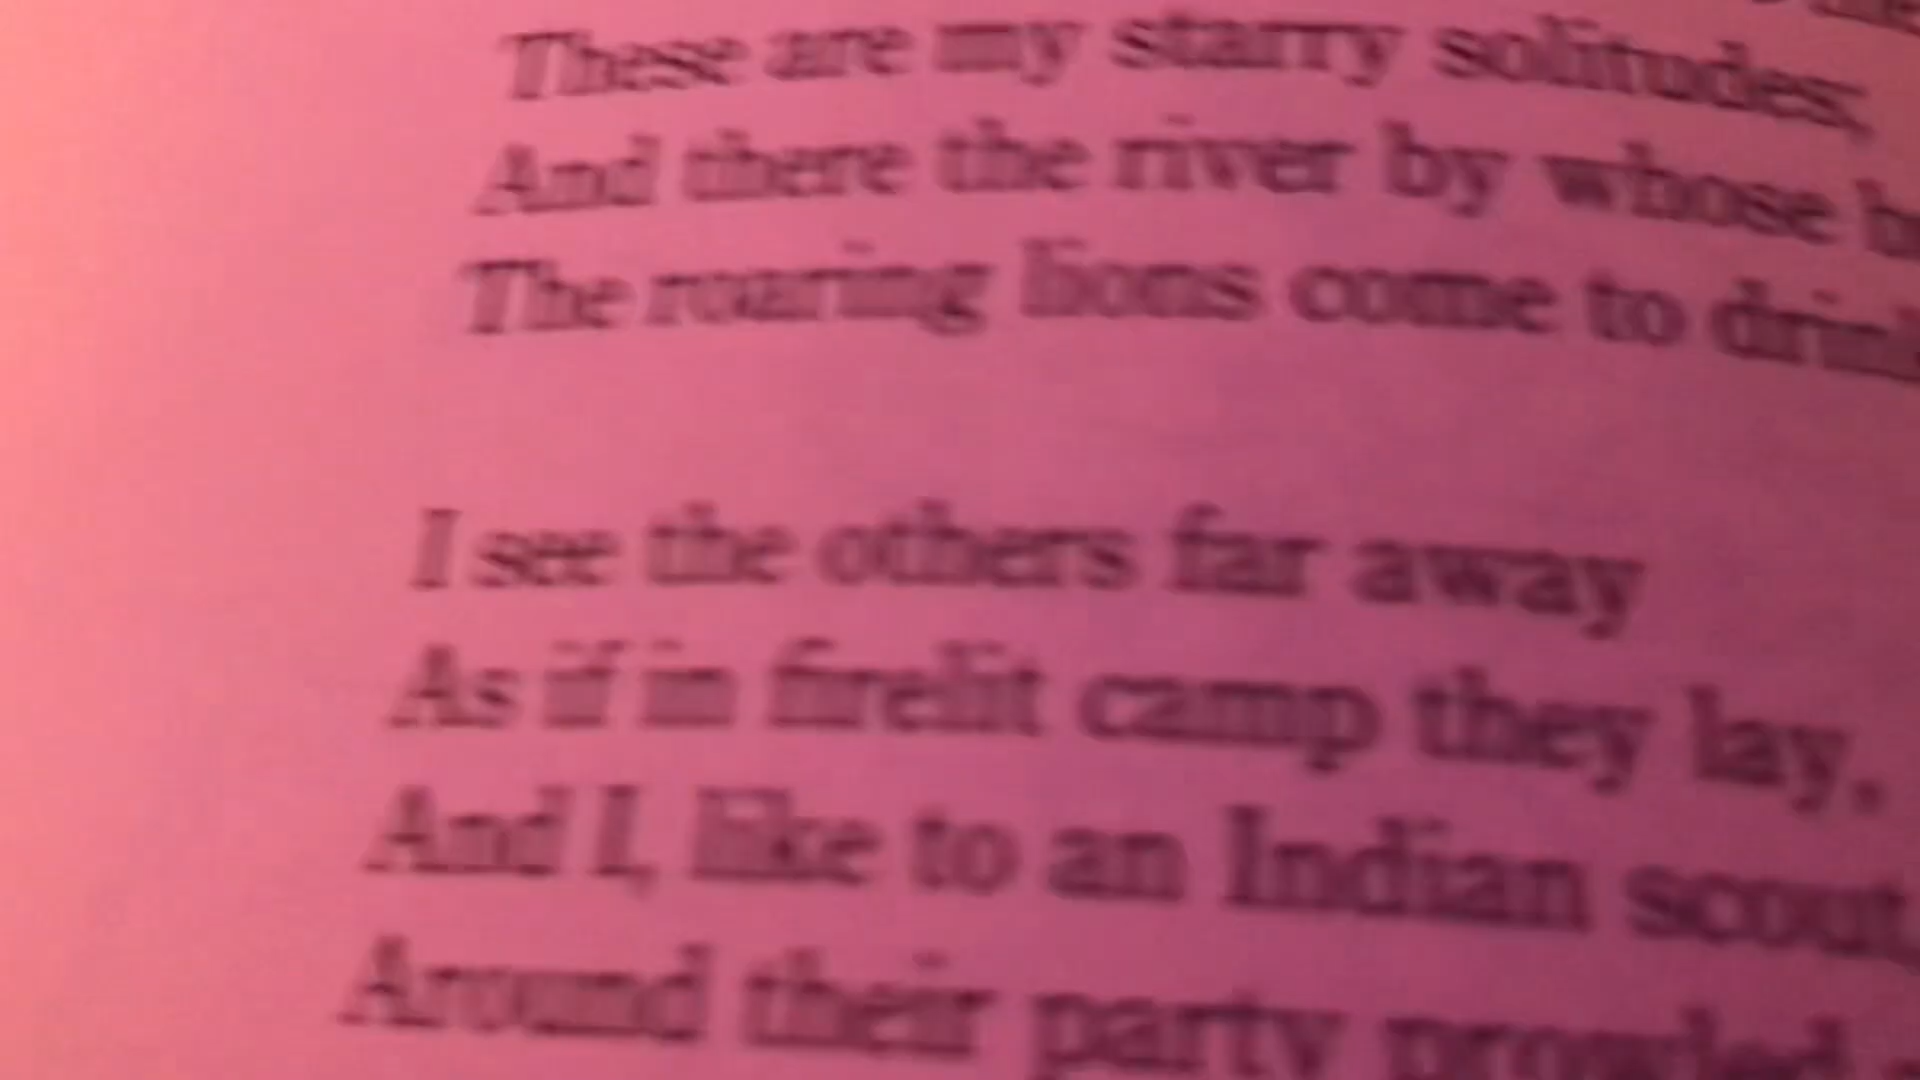 These are my starry solitudes;
And there the river by whose
The roaring lions come to drink
I see the others far away
As if in firelit camp they lay,
And I, like to an Indian scout,
Around their party prowled